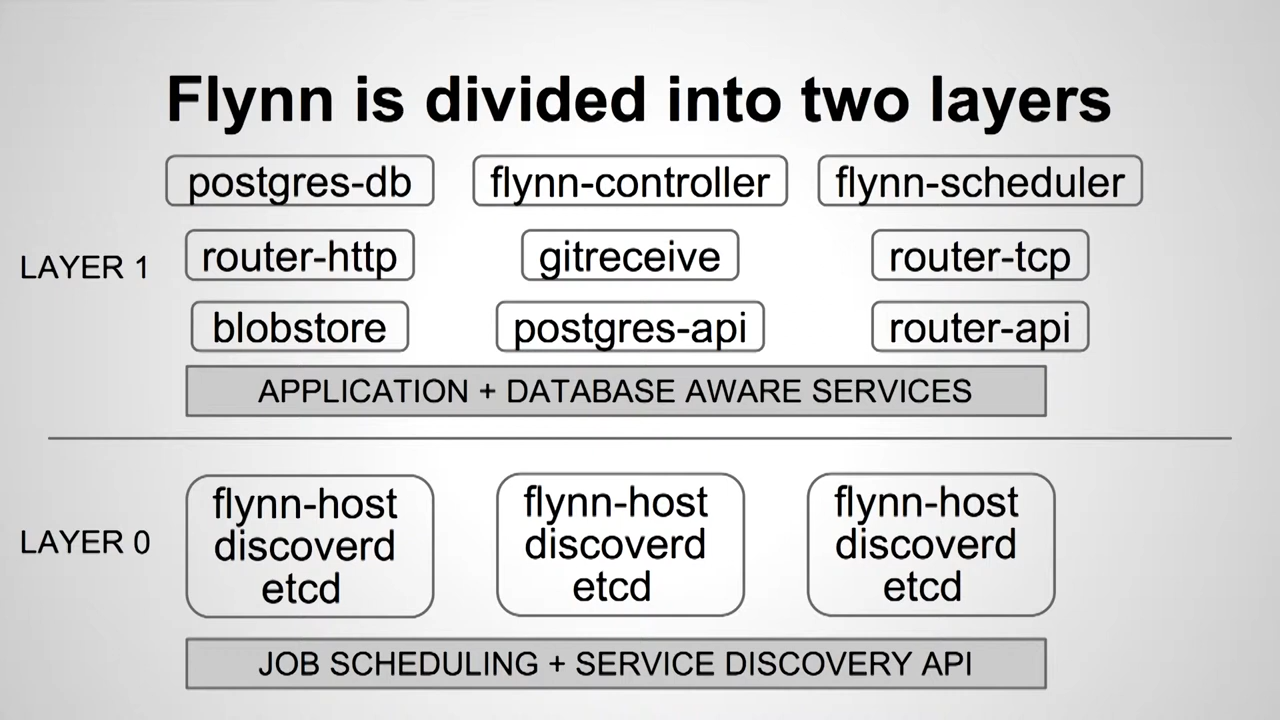 Flynn is divided into two layers
postgres-db
flynn-controller
flynn-scheduler
LAYER 1
router-http
gitreceive
router-tcp
blobstore
postgres-api
router-api
APPLICATION + DATABASE AWARE SERVICES
LAYER 0
flynn-host
discoverd
etcd
flynn-host
discoverd
etcd
flynn-host
discoverd
etcd
JOB SCHEDULING + SERVICE DISCOVERY API